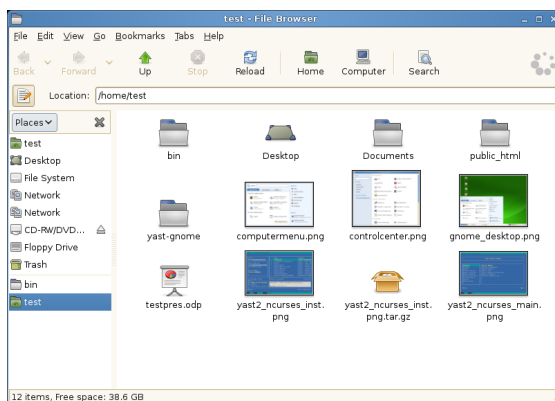 test - File Browser
File Edit View Go Bookmarks Tabs Help
Back Forward Up Stop Reload Home Computer Search
Location: /home/test
Places
test
Desktop
File System
Network
Network
CD-RW/DVD...
Floppy Drive
Trash
bin
test
bin Desktop Documents public_html
yast-gnome computermenu.png controlcenter.png gnome_desktop.png
testpres.odp yast2_ncurses_inst.png yast2_ncurses_inst.png.tar.gz yast2_ncurses_main.png
12 items, Free space: 38.6 GB